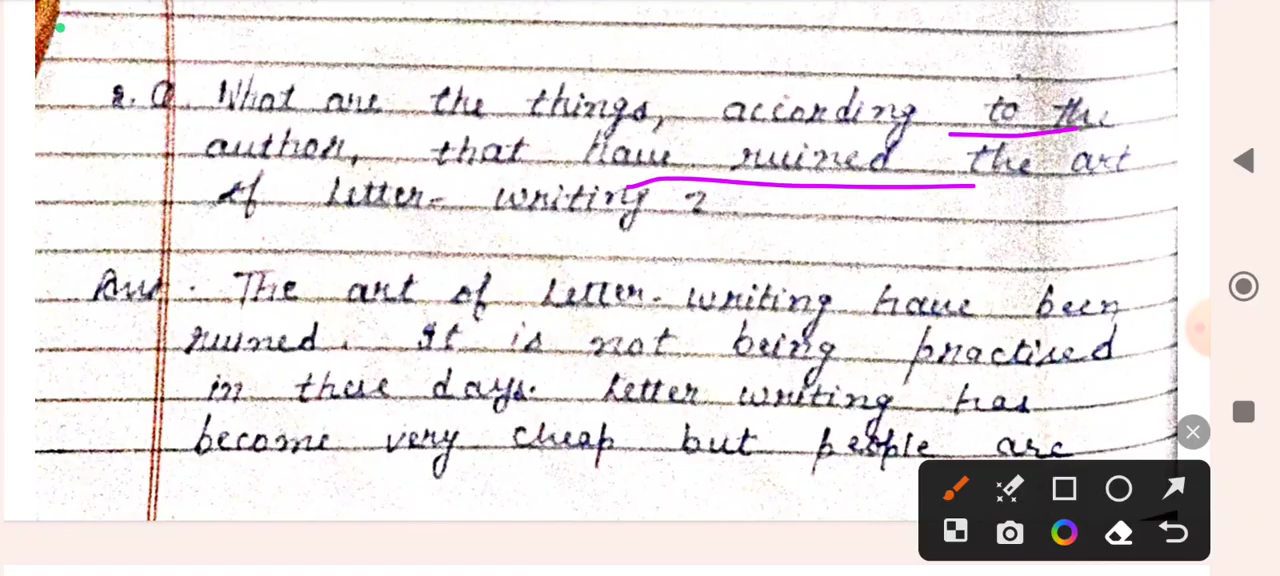 2. Q. What are the things, according to the
author, that have ruined the art
of Letter-writing ?
Ans. The art of Letter-writing have been
ruined. It is not being practised
in these days. Letter writing has
become very cheap but people are